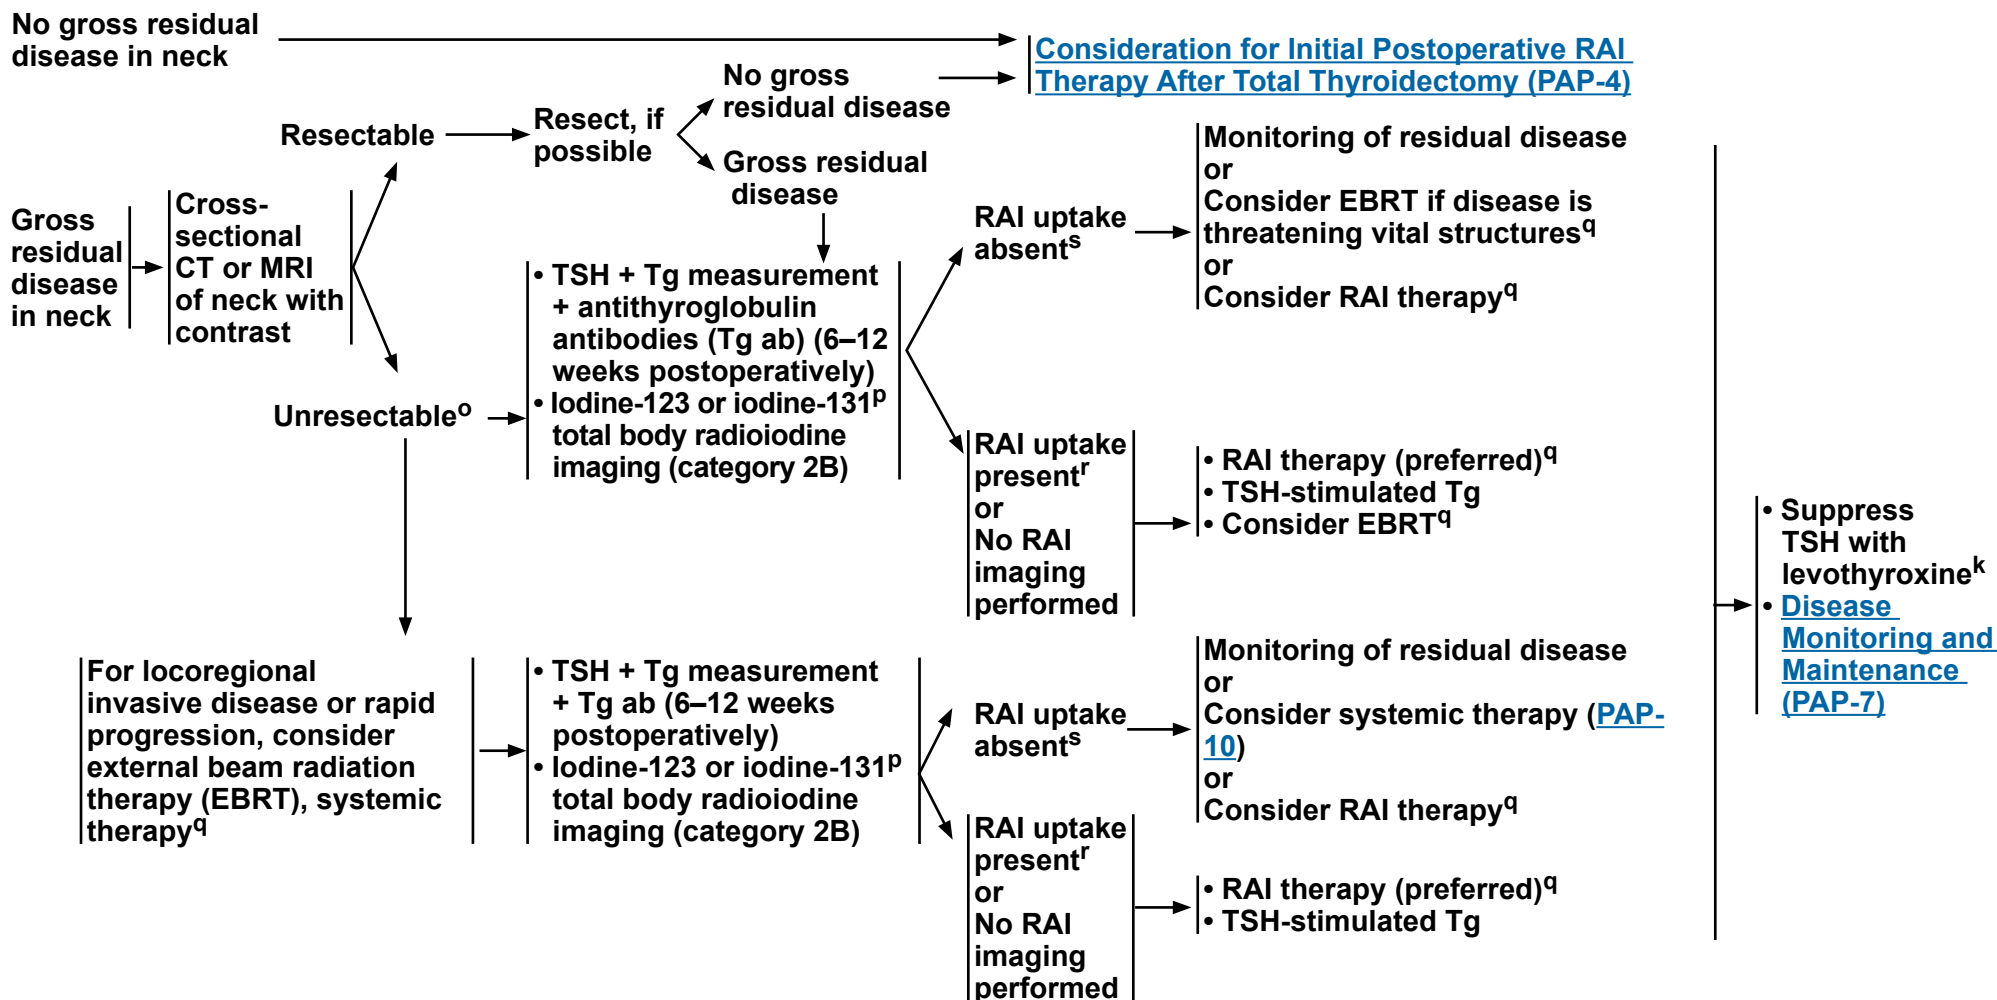 No gross residual
disease in neck
Consideration for Initial Postoperative RAI
Therapy After Total Thyroidectomy (PAP-4)
No gross
residual disease
Resectable
Resect, if
possible
Gross residual
disease
Gross
residual
disease
in neck
Cross-
sectional
CT or MRI
of neck with
contrast
Unresectableᵒ
• TSH + Tg measurement
+ antithyroglobulin
antibodies (Tg ab) (6–12
weeks postoperatively)
• Iodine-123 or iodine-131ᵖ
total body radioiodine
imaging (category 2B)
RAI uptake
absentˢ
Monitoring of residual disease
or
Consider EBRT if disease is
threatening vital structures𐞥
or
Consider RAI therapy𐞥
RAI uptake
presentʳ
or
No RAI
imaging
performed
• RAI therapy (preferred)𐞥
• TSH-stimulated Tg
• Consider EBRT𐞥
For locoregional
invasive disease or rapid
progression, consider
external beam radiation
therapy (EBRT), systemic
therapy𐞥
• TSH + Tg measurement
+ Tg ab (6–12 weeks
postoperatively)
• Iodine-123 or iodine-131ᵖ
total body radioiodine
imaging (category 2B)
RAI uptake
absentˢ
Monitoring of residual disease
or
Consider systemic therapy (PAP-
10)
or
Consider RAI therapy𐞥
RAI uptake
presentʳ
or
No RAI
imaging
performed
• RAI therapy (preferred)𐞥
• TSH-stimulated Tg
• Suppress
TSH with
levothyroxineᵏ
• Disease
Monitoring and
Maintenance
(PAP-7)